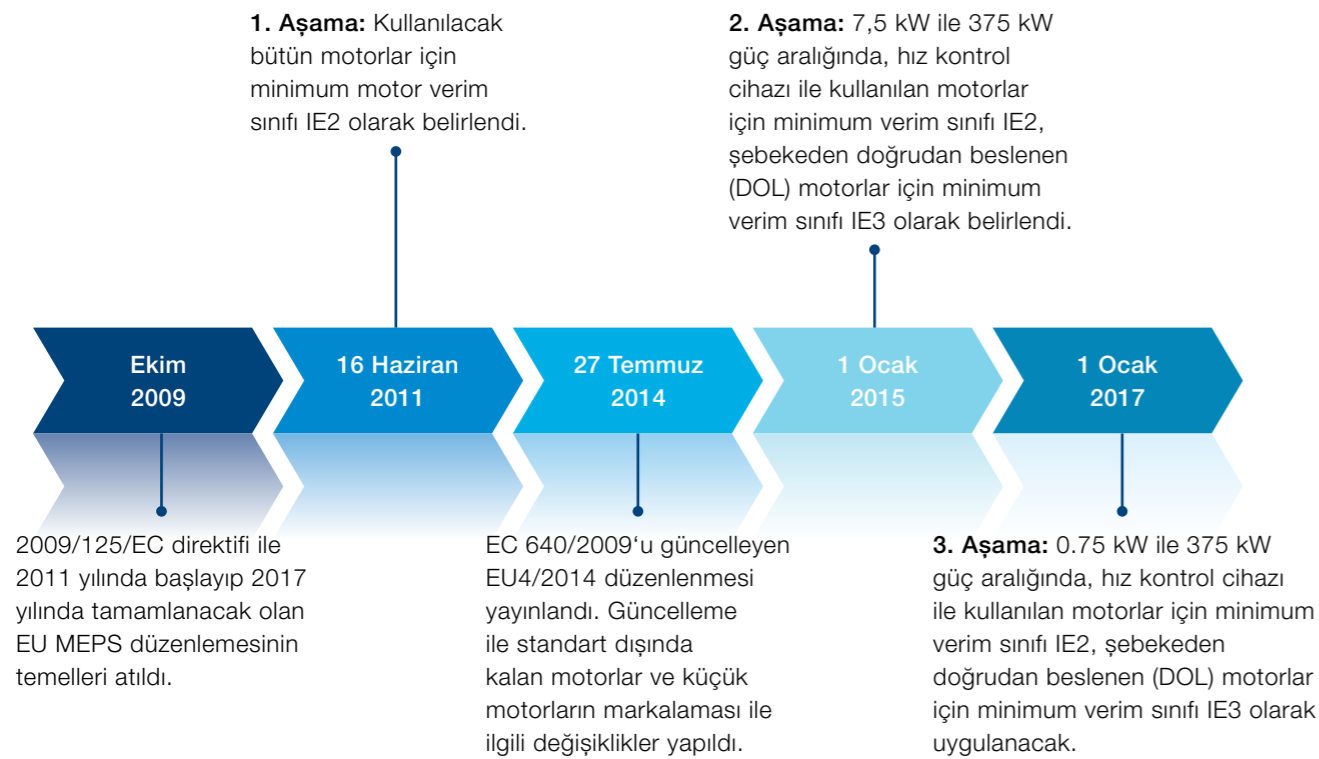 1. Aşama: Kullanılacak
bütün motorlar için
minimum motor verim
sınıfı IE2 olarak belirlendi.
2. Aşama: 7,5 kW ile 375 kW
güç aralığında, hız kontrol
cihazı ile kullanılan motorlar
için minimum verim sınıfı IE2,
şebekeden doğrudan beslenen
(DOL) motorlar için minimum
verim sınıfı IE3 olarak belirlendi.
Ekim
2009
16 Haziran
2011
27 Temmuz
2014
1 Ocak
2015
1 Ocak
2017
2009/125/EC direktifi ile
2011 yılında başlayıp 2017
yılında tamamlanacak olan
EU MEPS düzenlemesinin
temelleri atıldı.
EC 640/2009‘u güncelleyen
EU4/2014 düzenlenmesi
yayınlandı. Güncelleme
ile standart dışında
kalan motorlar ve küçük
motorların markalaması ile
ilgili değişiklikler yapıldı.
3. Aşama: 0.75 kW ile 375 kW
güç aralığında, hız kontrol cihazı
ile kullanılan motorlar için minimum
verim sınıfı IE2, şebekeden
doğrudan beslenen (DOL) motorlar
için minimum verim sınıfı IE3 olarak
uygulanacak.